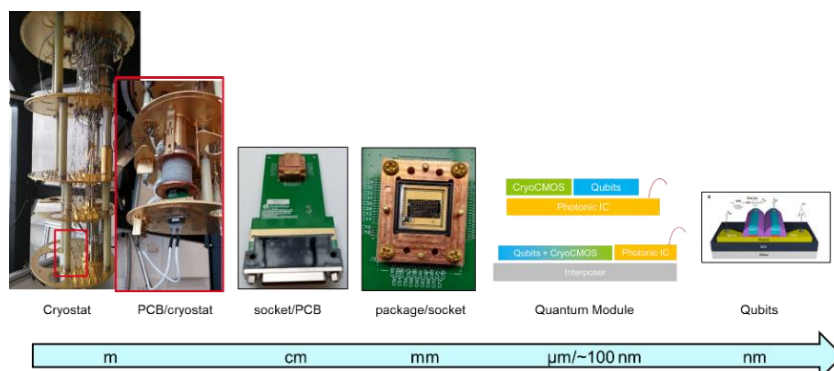 CryoCMOS
Qubits
Photonic IC
Qubits + CryoCMOS
Photonic IC
Interposer
Cryostat
PCB/cryostat
socket/PCB
package/socket
Quantum Module
Qubits
m
cm
mm
µm/~100 nm
nm